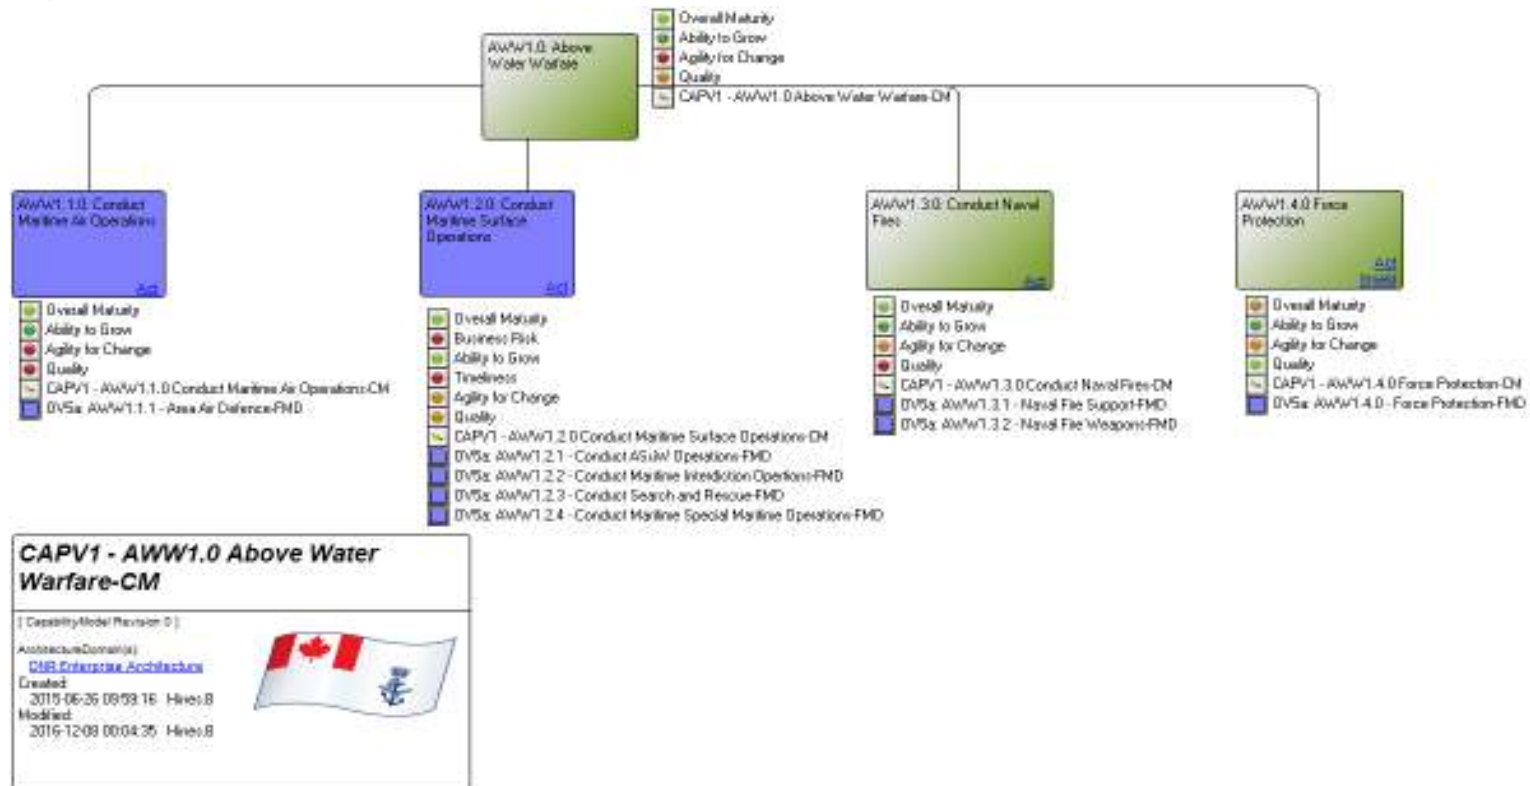 AWW1.0: Above
Water Warfare
Overall Maturity
Ability to Grow
Agility for Change
Quality
CAPV1 - AWW1.0 Above Water Warfare-CM
AWW1.1.0: Conduct
Maritime Air Operations
Act
Overall Maturity
Ability to Grow
Agility for Change
Quality
CAPV1 - AWW1.1.0 Conduct Maritime Air Operations-CM
OV5a: AWW1.1.1 - Area Air Defence-FMD
AWW1.2.0: Conduct
Maritime Surface
Operations
Act
Overall Maturity
Business Risk
Ability to Grow
Timeliness
Agility for Change
Quality
CAPV1 - AWW1.2.0 Conduct Maritime Surface Operations-CM
OV5a: AWW1.2.1 - Conduct ASuW Operations-FMD
OV5a: AWW1.2.2 - Conduct Maritime Interdiction Opertions-FMD
OV5a: AWW1.2.3 - Conduct Search and Rescue-FMD
OV5a: AWW1.2.4 - Conduct Maritime Special Maritime Operations-FMD
AWW1.3.0: Conduct Naval
Fires
Act
Overall Maturity
Ability to Grow
Agility for Change
Quality
CAPV1 - AWW1.3.0 Conduct Naval Fires-CM
OV5a: AWW1.3.1 - Naval Fire Support-FMD
OV5a: AWW1.3.2 - Naval Fire Weapons-FMD
AWW1.4.0 Force
Protection
Act
Overall Maturity
Ability to Grow
Agility for Change
Quality
CAPV1 - AWW1.4.0 Force Protection-CM
OV5a: AWW1.4.0 - Force Protection-FMD
CAPV1 - AWW1.0 Above Water
Warfare-CM
[ CapabilityModel Revision 0 ]
ArchitectureDomain(s)
DNR Enterprise Architecture
Created:
2015-06-26 09:59:16 Hines.B
Modified:
2016-12-08 00:04:35 Hines.B